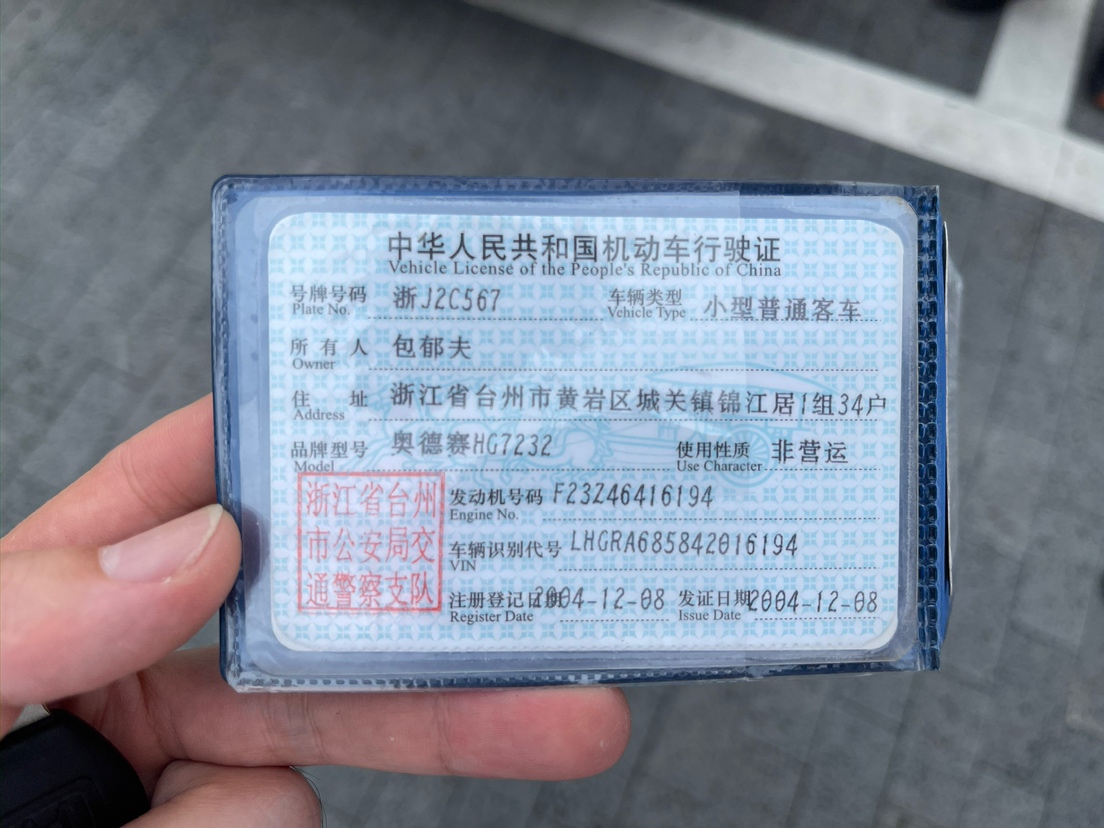 中华人民共和国机动车行驶证
Vehicle License of the People's Republic of China
号牌号码 浙J2C567 车辆类型 小型普通客车
Plate No. Vehicle Type
所有人 包郁夫
Owner
住址 浙江省台州市黄岩区城关镇锦江居1组34户
Address
品牌型号 奥德赛HG7232 使用性质 非营运
Model Use Character
浙江省台州
市公安局交
通警察支队
发动机号码 F23Z46416194
Engine No.
车辆识别代号 LHGRA685842016194
VIN
注册登记日期 2004-12-08 发证日期 2004-12-08
Register Date Issue Date